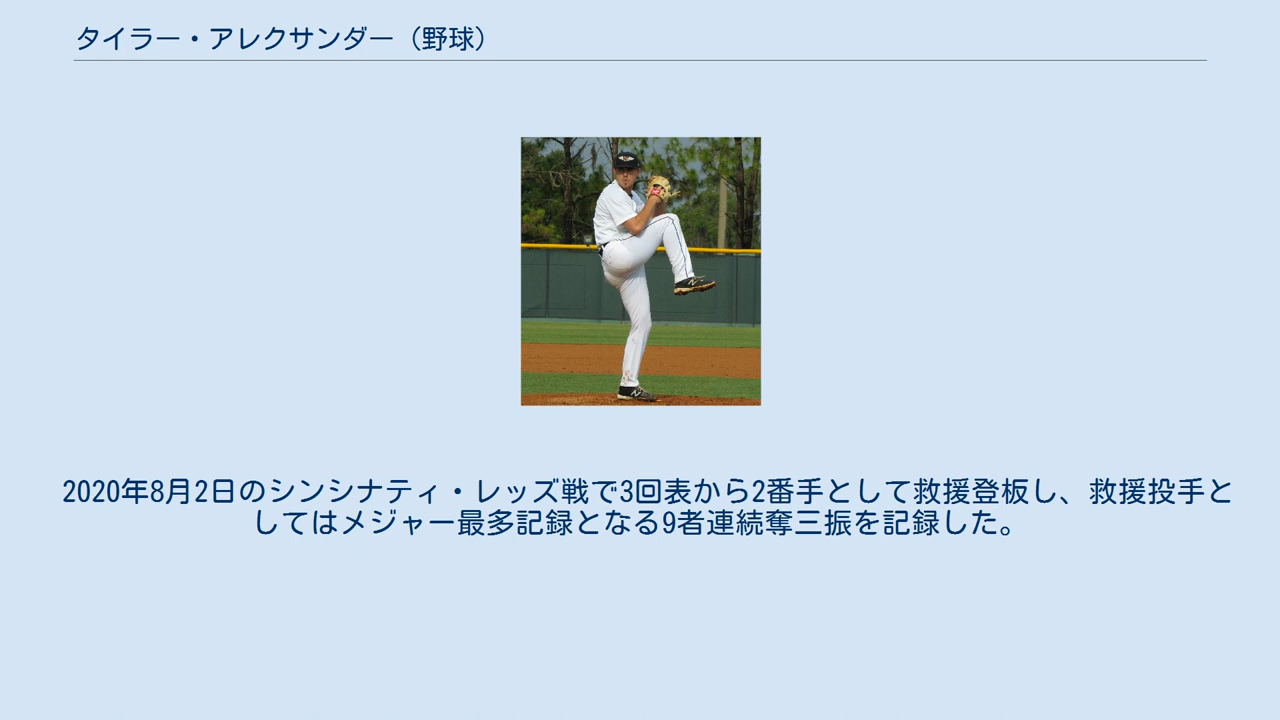 タイラー・アレクサンダー（野球）
2020年8月2日のシンシナティ・レッズ戦で3回表から2番手として救援登板し、救援投手と
してはメジャー最多記録となる9者連続奪三振を記録した。